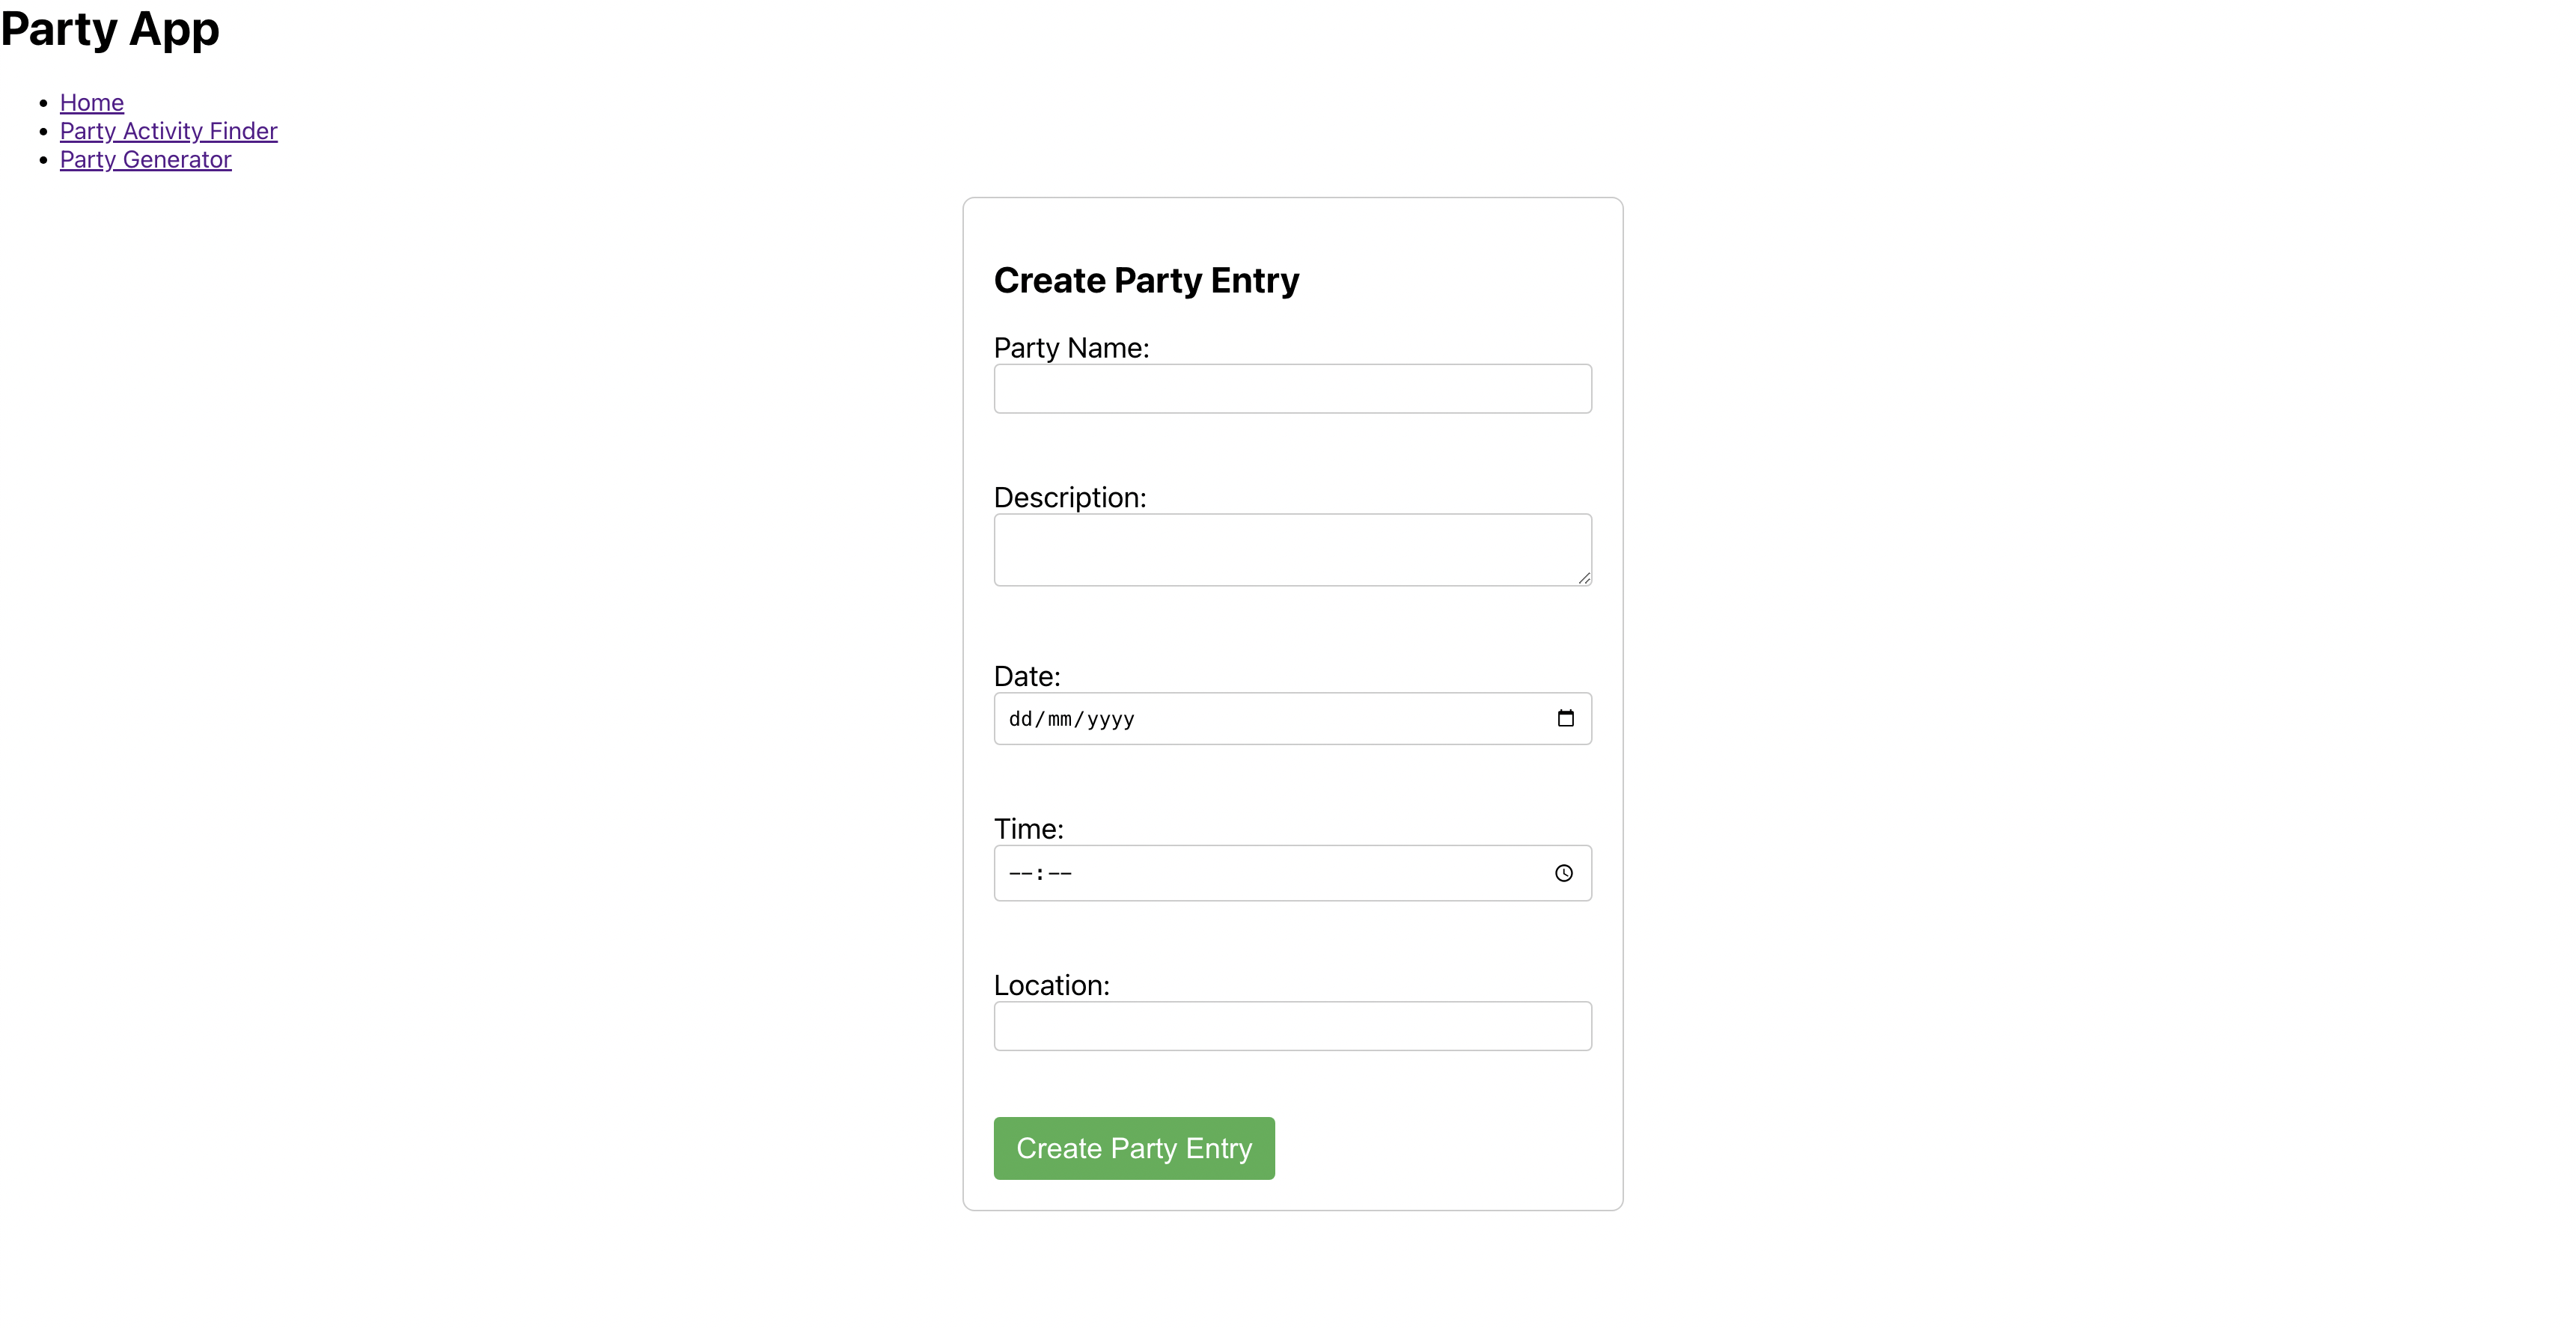 Party App
Home
Party Activity Finder
Party Generator
Create Party Entry
Party Name:
Description:
Date:
dd/mm/yyyy
Time:
--:--
Location:
Create Party Entry